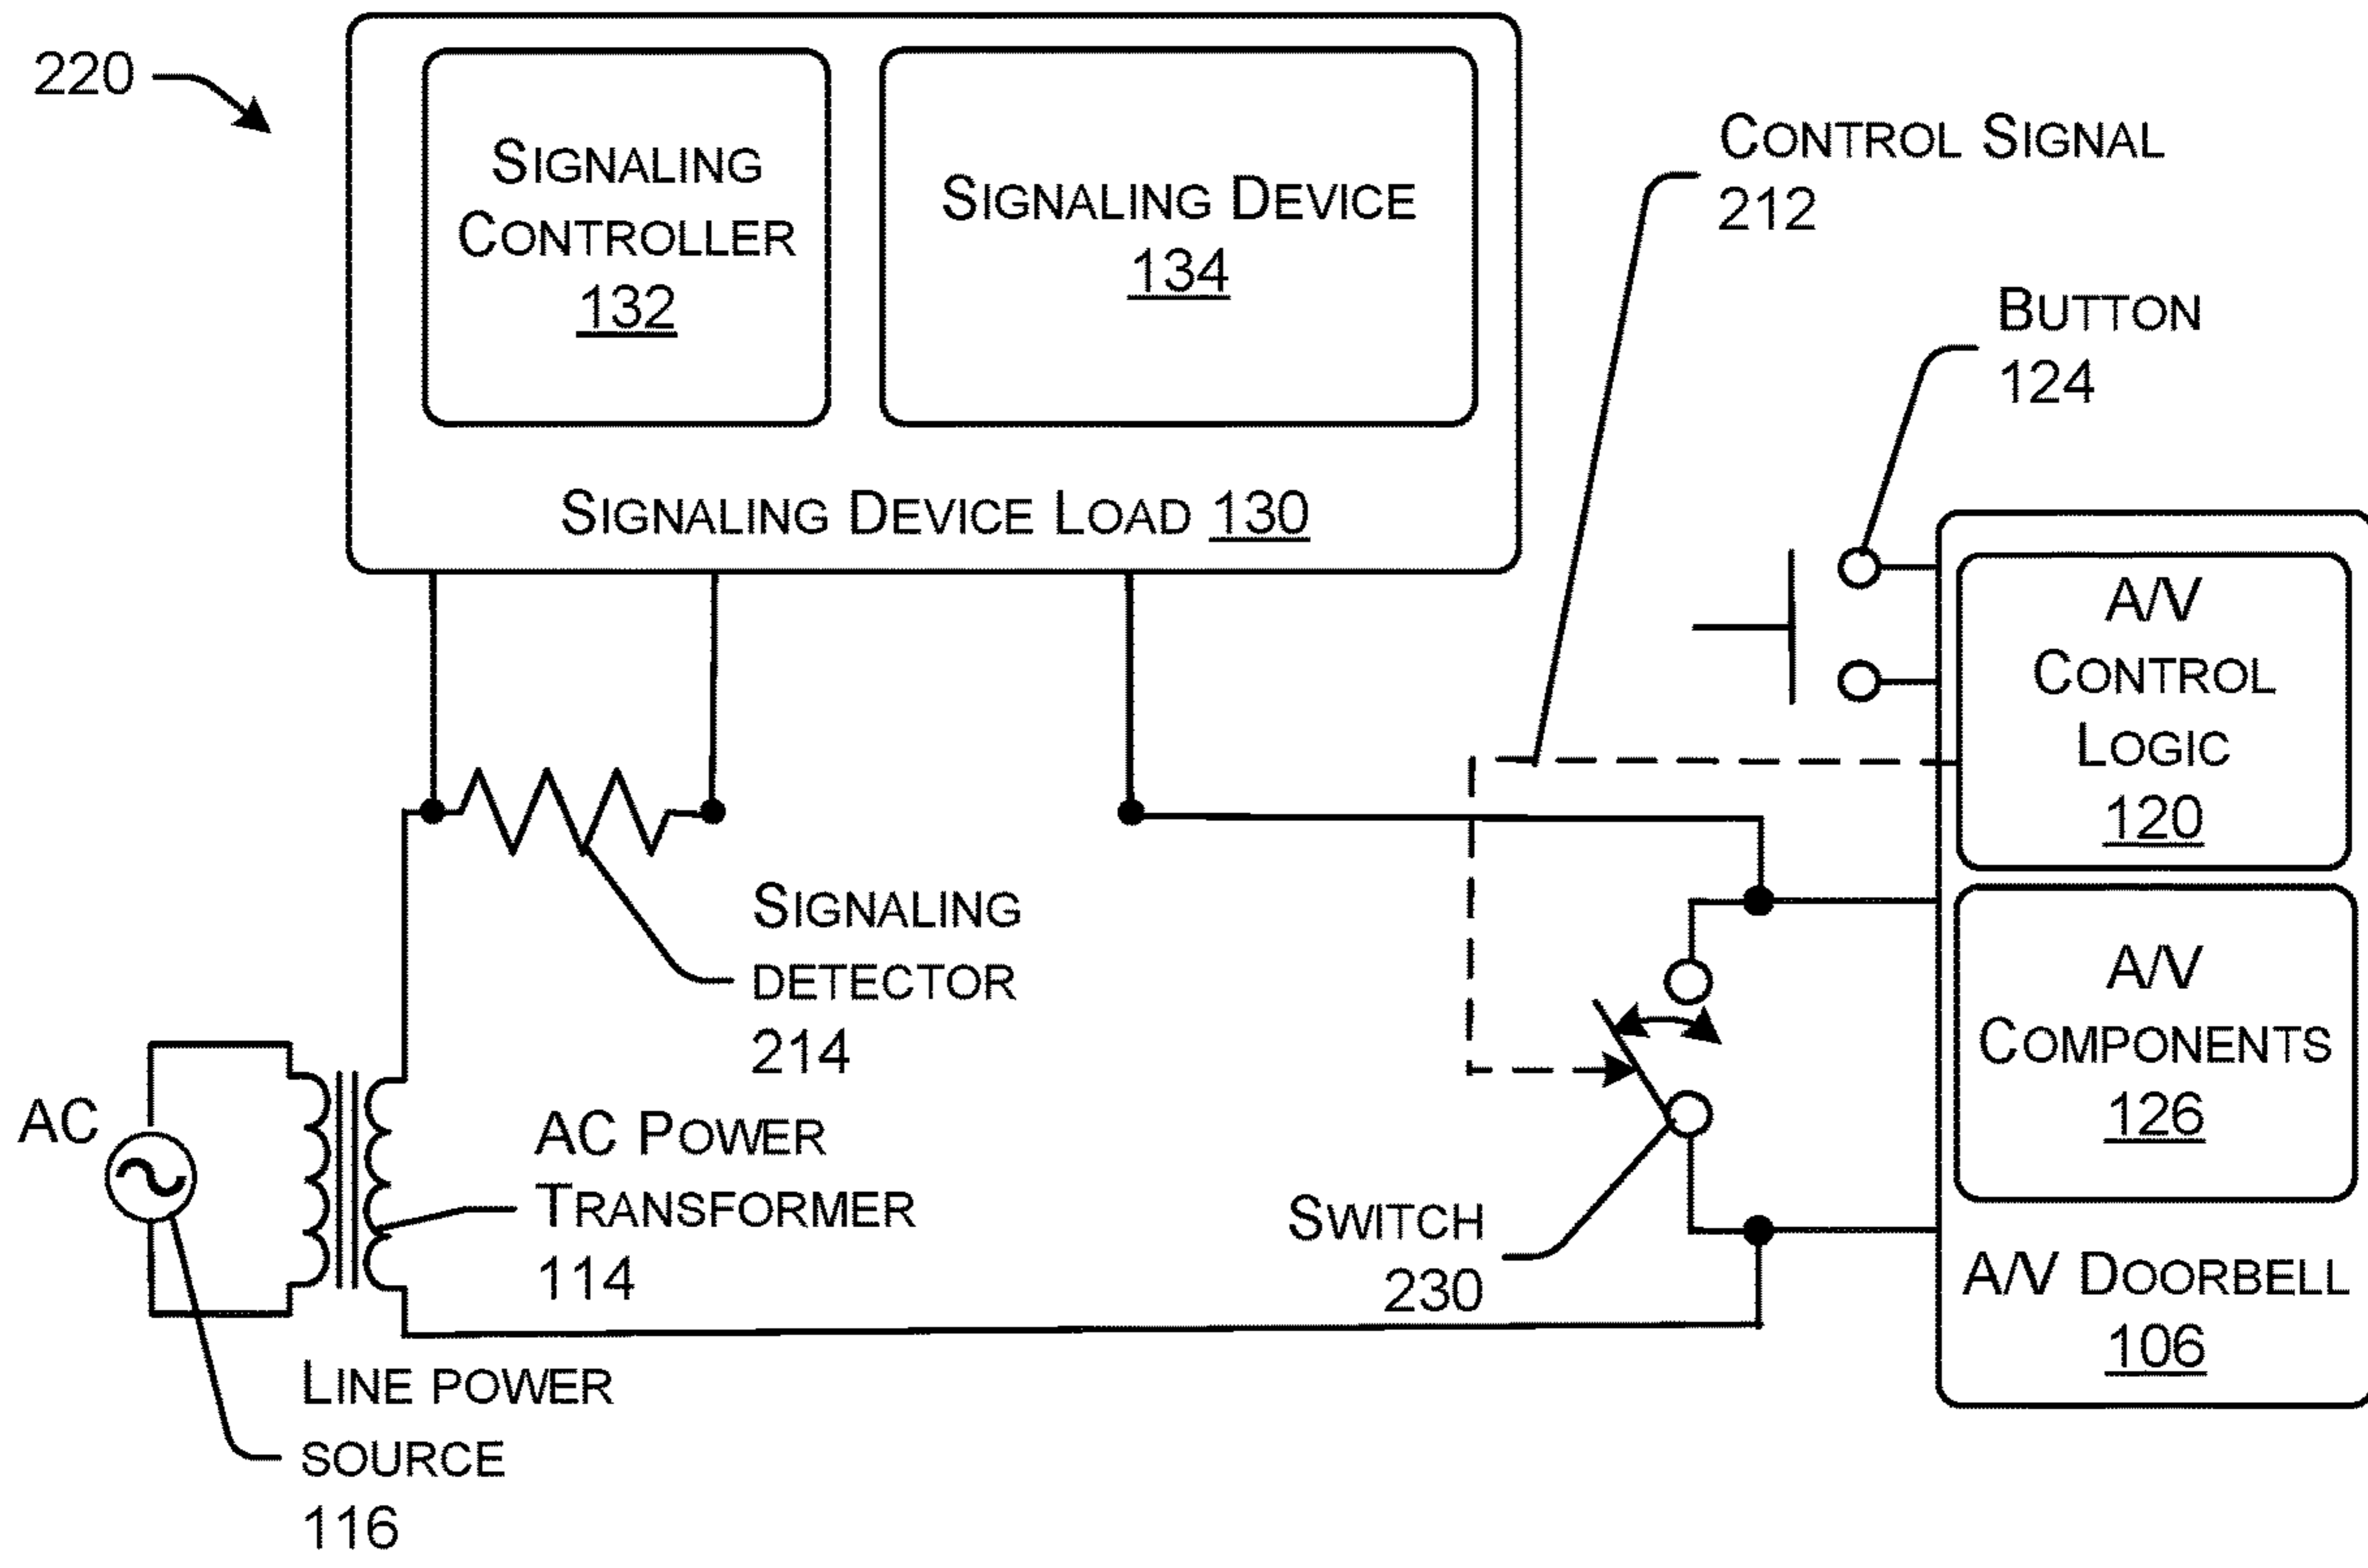 220
SIGNALING
CONTROLLER
132
SIGNALING DEVICE
134
SIGNALING DEVICE LOAD 130
CONTROL SIGNAL
212
BUTTON
124
A/V
CONTROL
LOGIC
120
A/V
COMPONENTS
126
A/V DOORBELL
106
SIGNALING
DETECTOR
214
AC
AC POWER
TRANSFORMER
114
SWITCH
230
LINE POWER
SOURCE
116